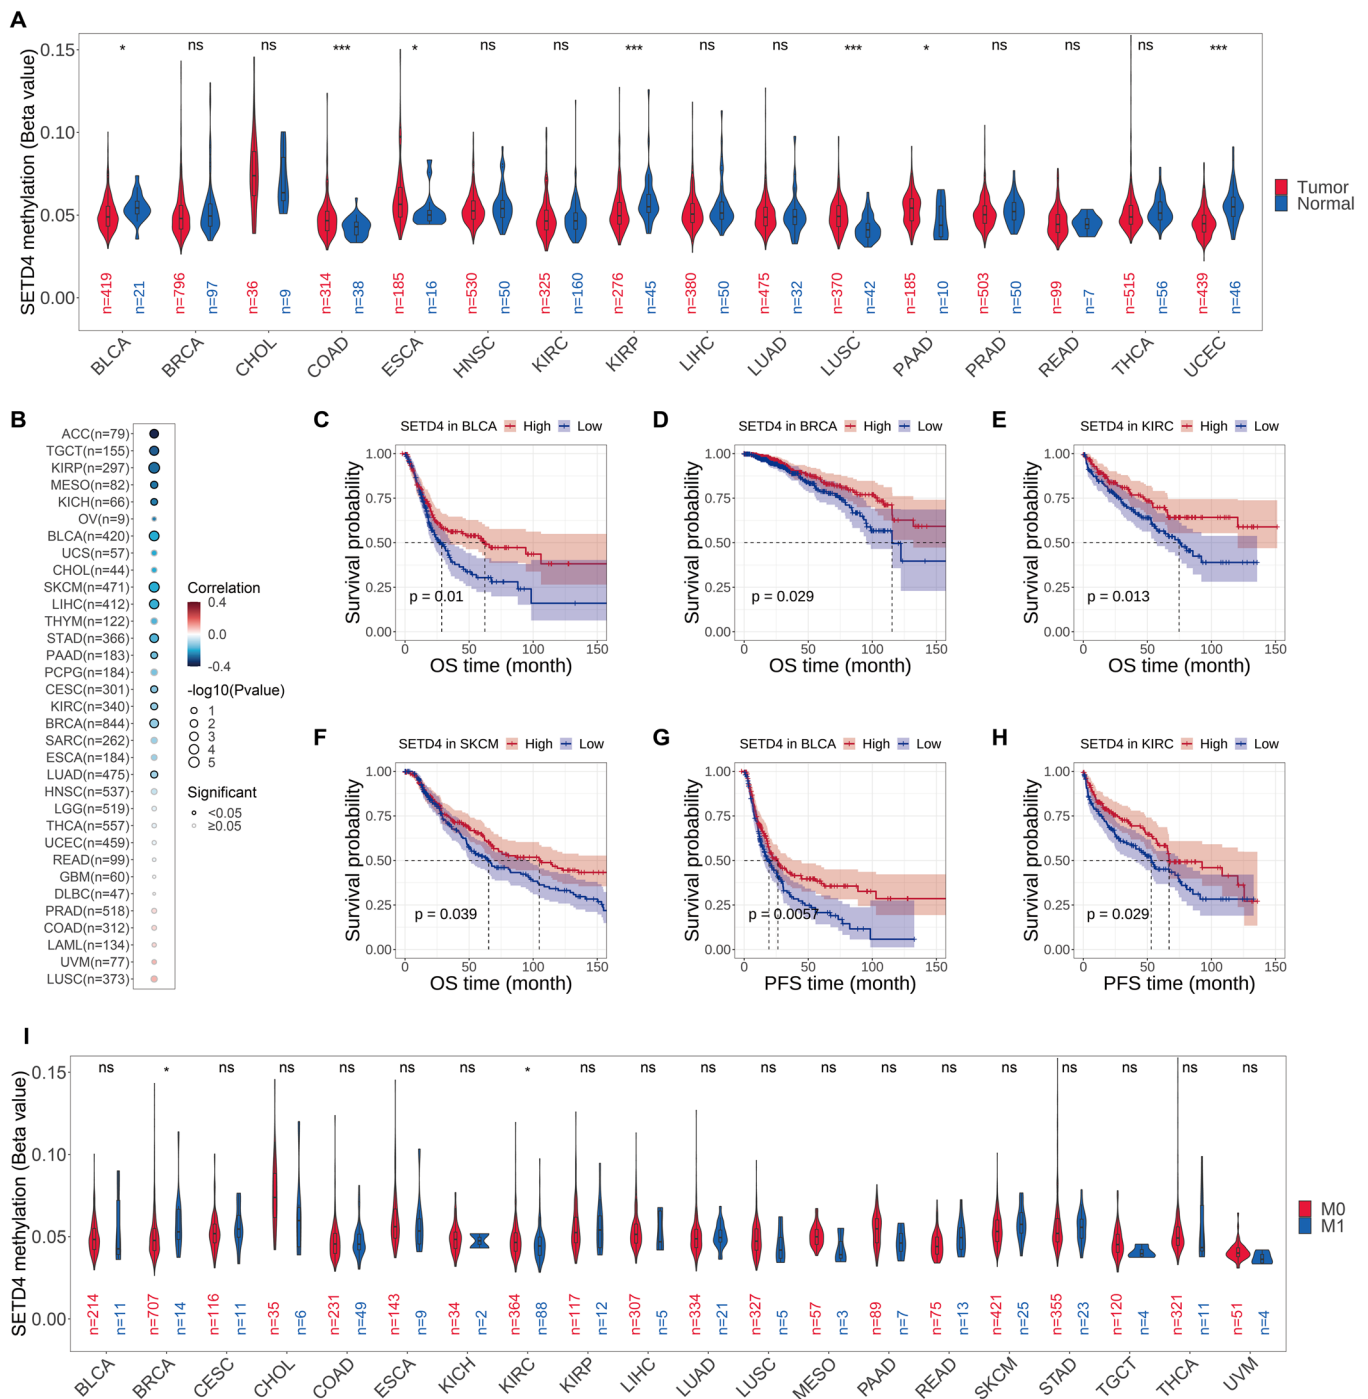 A
SETD4 methylation (Beta value)
0.15
0.10
0.05
0.00
* ns ns *** * ns ns *** ns ns *** * ns ns ns ***
n=419 n=21 n=796 n=97 n=36 n=9 n=314 n=38 n=185 n=16 n=530 n=50 n=325 n=160 n=276 n=45 n=380 n=50 n=475 n=32 n=370 n=42 n=185 n=10 n=503 n=50 n=99 n=7 n=515 n=56 n=439 n=46
BLCA BRCA CHOL COAD ESCA HNSC KIRC KIRP LIHC LUAD LUSC PAAD PRAD READ THCA UCEC
Tumor
Normal
B
ACC(n=79)
TGCT(n=155)
KIRP(n=297)
MESO(n=82)
KICH(n=66)
OV(n=9)
BLCA(n=420)
UCS(n=57)
CHOL(n=44)
SKCM(n=471)
LIHC(n=412)
THYM(n=122)
STAD(n=366)
PAAD(n=183)
PCPG(n=184)
CESC(n=301)
KIRC(n=340)
BRCA(n=844)
SARC(n=262)
ESCA(n=184)
LUAD(n=475)
HNSC(n=537)
LGG(n=519)
THCA(n=557)
UCEC(n=459)
READ(n=99)
GBM(n=60)
DLBC(n=47)
PRAD(n=518)
COAD(n=312)
LAML(n=134)
UVM(n=77)
LUSC(n=373)
Correlation
0.4
0.0
-0.4
-log10(Pvalue)
1
2
3
4
5
Significant
<0.05
≥0.05
C
SETD4 in BLCA High Low
Survival probability
1.00
0.75
0.50
0.25
0.00
p = 0.01
0 50 100 150
OS time (month)
D
SETD4 in BRCA High Low
Survival probability
1.00
0.75
0.50
0.25
0.00
p = 0.029
0 50 100 150
OS time (month)
E
SETD4 in KIRC High Low
Survival probability
1.00
0.75
0.50
0.25
0.00
p = 0.013
0 50 100 150
OS time (month)
F
SETD4 in SKCM High Low
Survival probability
1.00
0.75
0.50
0.25
0.00
p = 0.039
0 50 100 150
OS time (month)
G
SETD4 in BLCA High Low
Survival probability
1.00
0.75
0.50
0.25
0.00
p = 0.0057
0 50 100 150
PFS time (month)
H
SETD4 in KIRC High Low
Survival probability
1.00
0.75
0.50
0.25
0.00
p = 0.029
0 50 100 150
PFS time (month)
I
SETD4 methylation (Beta value)
0.15
0.10
0.05
0.00
ns * ns ns ns ns ns * ns ns ns ns ns ns ns ns ns ns ns ns
n=214 n=11 n=707 n=14 n=116 n=11 n=35 n=6 n=231 n=49 n=143 n=9 n=34 n=2 n=364 n=88 n=117 n=12 n=307 n=5 n=334 n=21 n=327 n=5 n=57 n=3 n=89 n=7 n=75 n=13 n=421 n=25 n=355 n=23 n=120 n=4 n=321 n=11 n=51 n=4
BLCA BRCA CESC CHOL COAD ESCA KICH KIRC KIRP LIHC LUAD LUSC MESO PAAD READ SKCM STAD TGCT THCA UVM
M0
M1